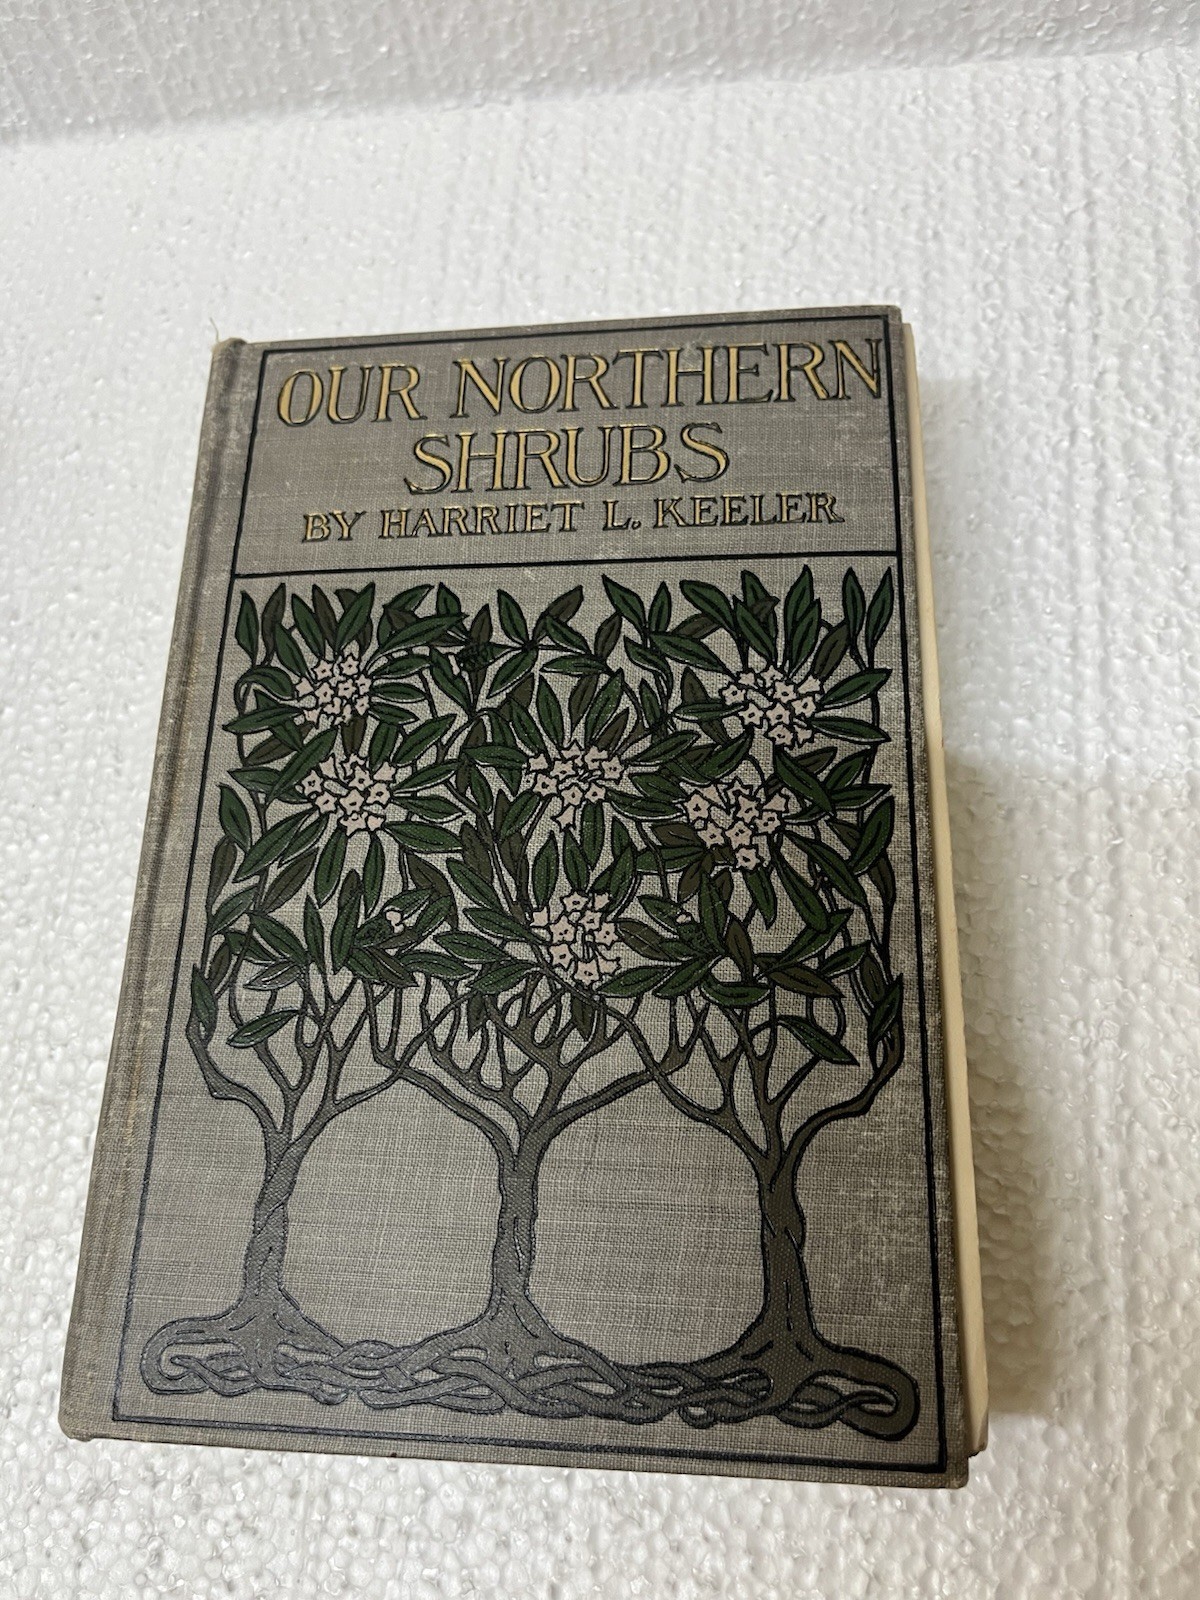 OUR NORTHERN
SHRUBS
BY HARRIET L. KEELER